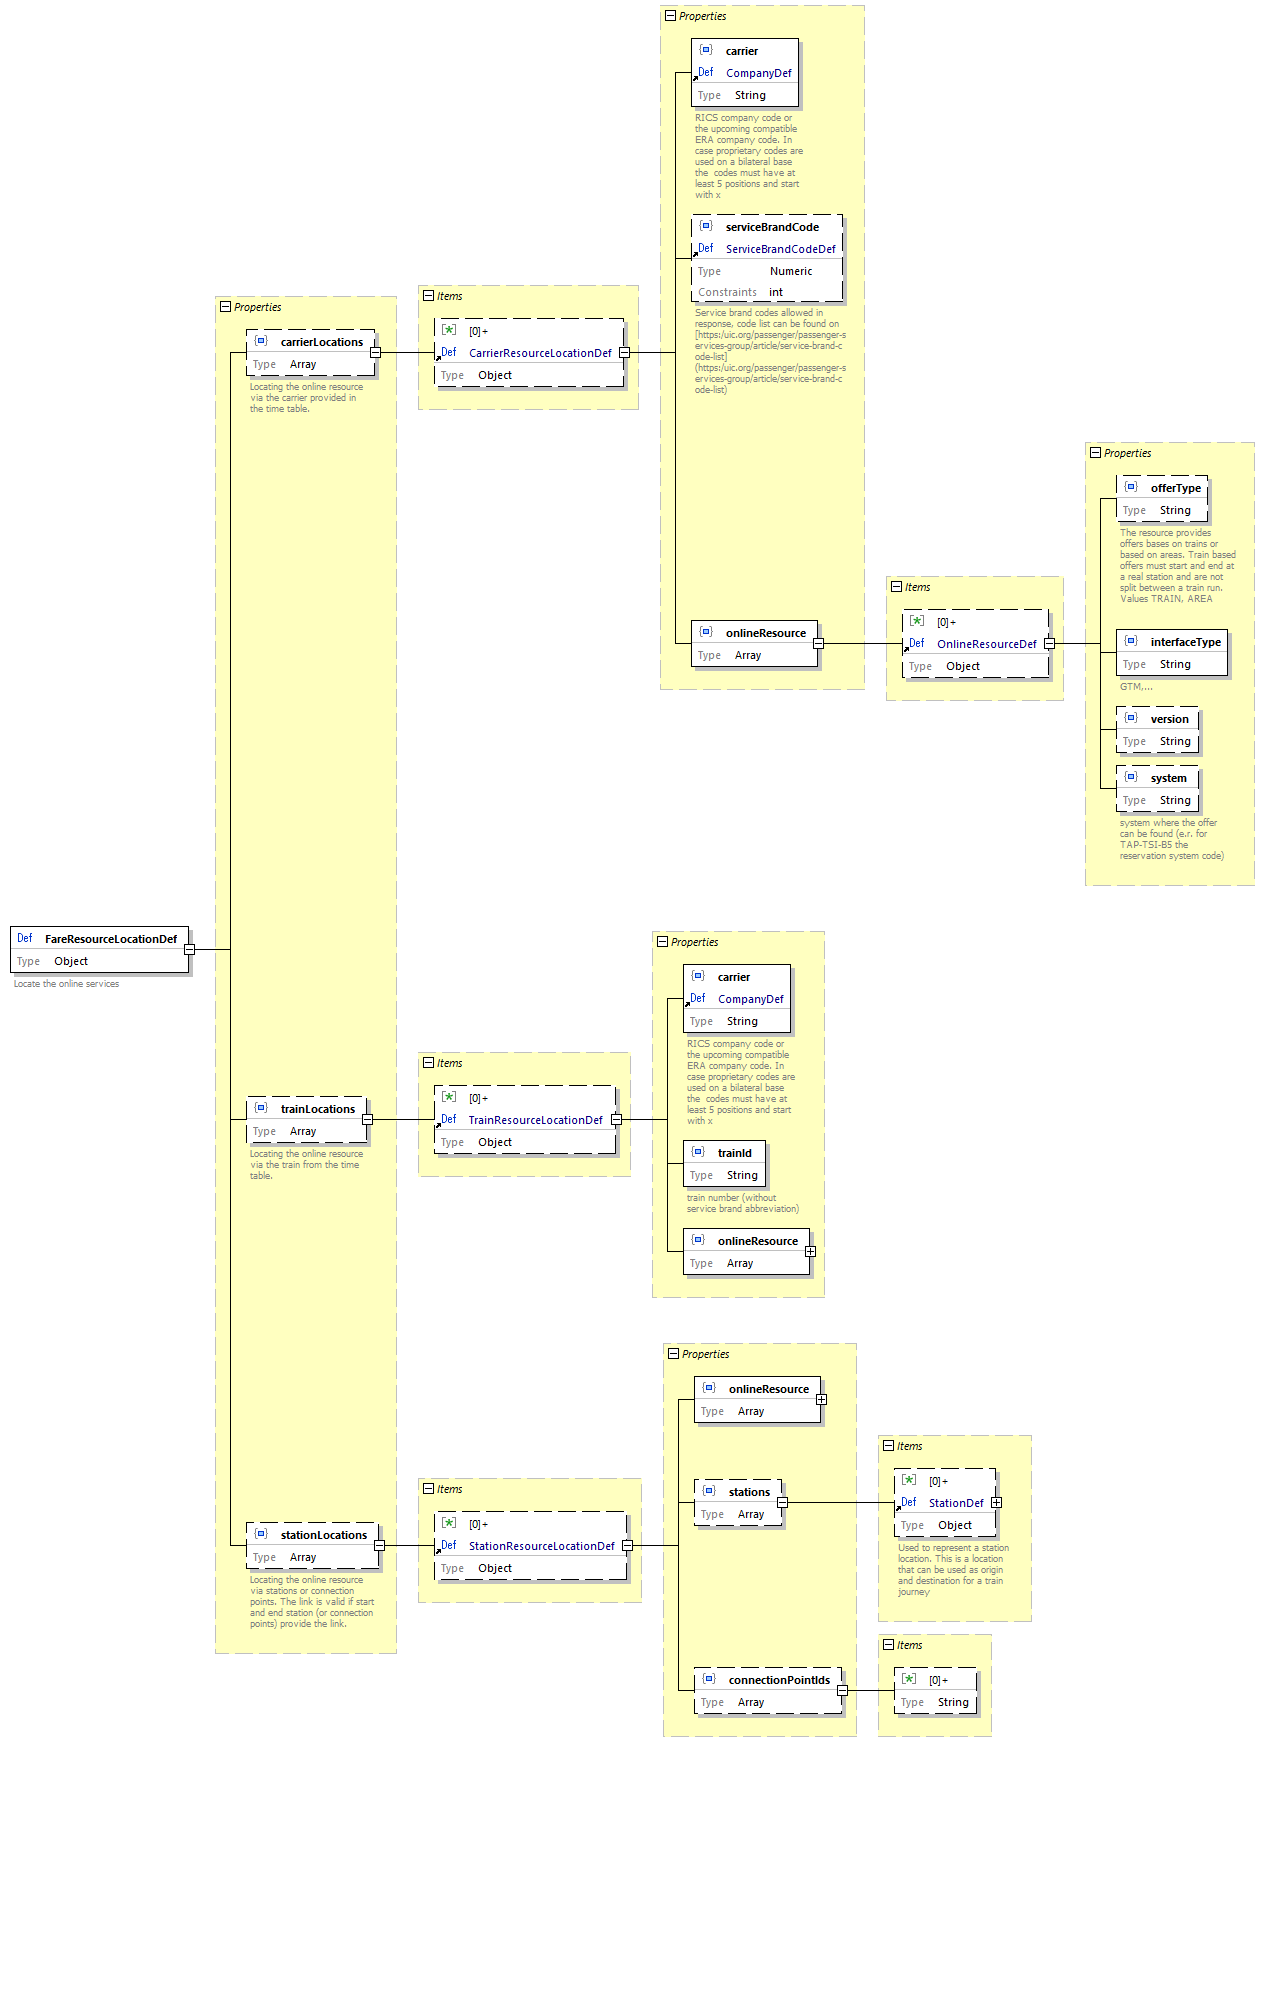 Def FareResourceLocationDef
Type Object
Locate the online services
Properties
carrierLocations
Type Array
Locating the online resource
via the carrier provided in
the time table.
Items
[0]+
Def CarrierResourceLocationDef
Type Object
Properties
carrier
Def CompanyDef
Type String
RICS company code or
the upcoming compatible
ERA company code. In
case proprietary codes are
used on a bilateral base
the codes must have at
least 5 positions and start
with x
serviceBrandCode
Def ServiceBrandCodeDef
Type Numeric
Constraints int
Service brand codes allowed in
response, code list can be found on
[https:/uic.org/passenger/passenger-s
ervices-group/article/service-brand-c
ode-list]
(https:/uic.org/passenger/passenger-s
ervices-group/article/service-brand-c
ode-list)
onlineResource
Type Array
Items
[0]+
Def OnlineResourceDef
Type Object
Properties
offerType
Type String
The resource provides
offers bases on trains or
based on areas. Train based
offers must start and end at
a real station and are not
split between a train run.
Values TRAIN, AREA
interfaceType
Type String
GTM,...
version
Type String
system
Type String
system where the offer
can be found (e.r. for
TAP-TSI-B5 the
reservation system code)
trainLocations
Type Array
Locating the online resource
via the train from the time
table.
Items
[0]+
Def TrainResourceLocationDef
Type Object
Properties
carrier
Def CompanyDef
Type String
RICS company code or
the upcoming compatible
ERA company code. In
case proprietary codes are
used on a bilateral base
the codes must have at
least 5 positions and start
with x
trainId
Type String
train number (without
service brand abbreviation)
onlineResource
Type Array
stationLocations
Type Array
Locating the online resource
via stations or connection
points. The link is valid if start
and end station (or connection
points) provide the link.
Items
[0]+
Def StationResourceLocationDef
Type Object
Properties
onlineResource
Type Array
stations
Type Array
Items
[0]+
Def StationDef
Type Object
Used to represent a station
location. This is a location
that can be used as origin
and destination for a train
journey
connectionPointIds
Type Array
Items
[0]+
Type String